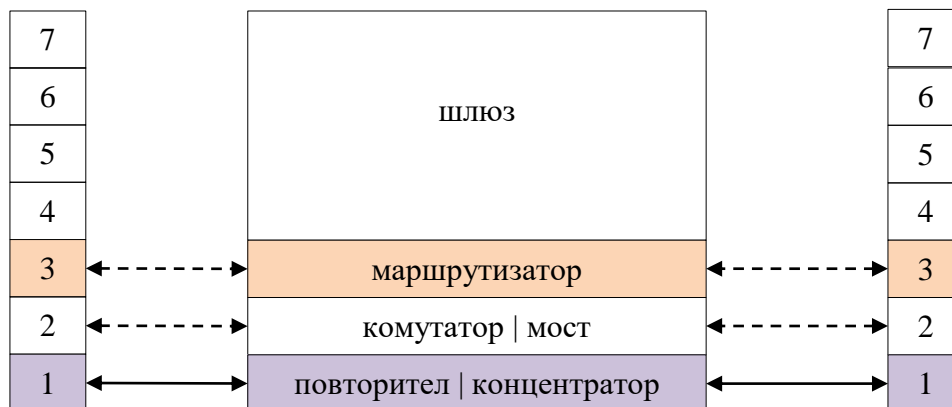 7 7
6 6
шлюз
5 5
4 4
3 маршрутизатор 3
2 комутатор | мост 2
1 повторител | концентратор 1